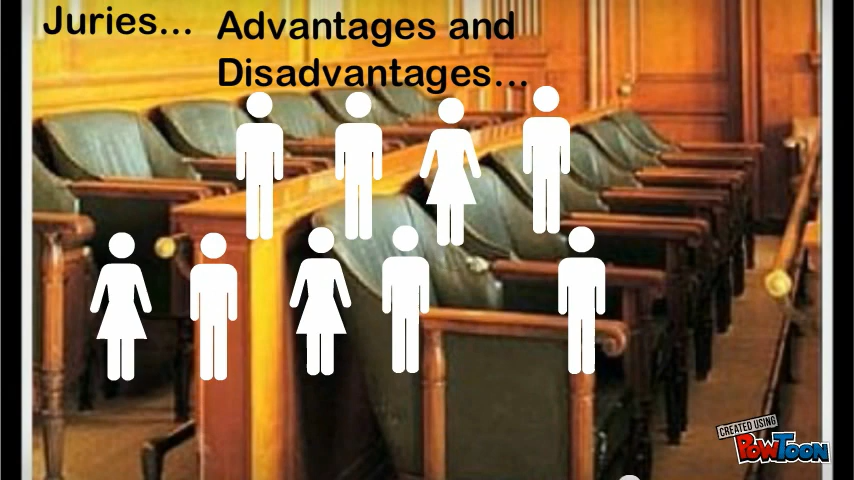 Juries...
Advantages and
Disadvantages...
CREATED USING
POWTOON